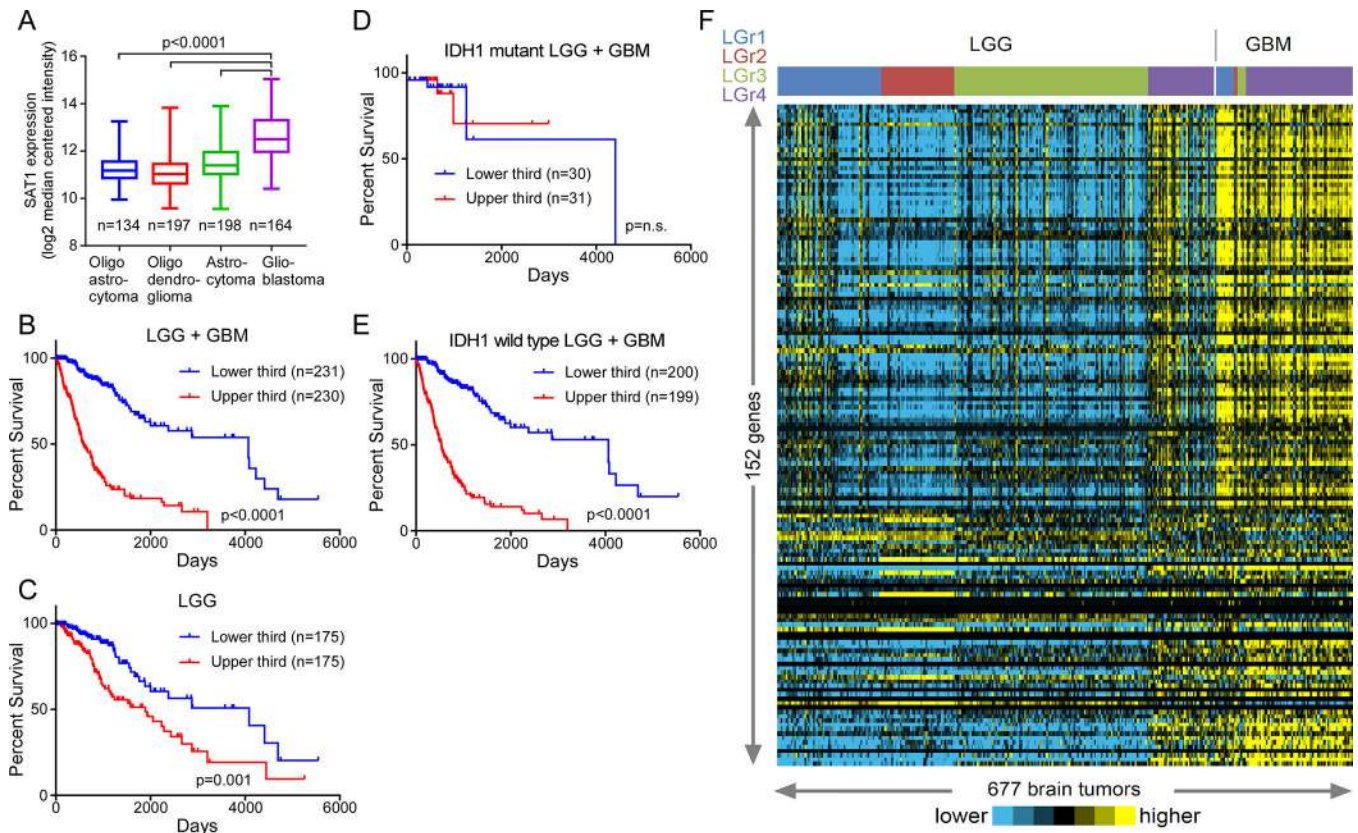 A
p<0.0001
SAT1 expression
(log2 median centered intensity)
16
14
12
10
8
n=134 n=197 n=198 n=164
Oligo astro- cytoma
Oligo dendro- glioma
Astro- cytoma
Glio- blastoma
B
LGG + GBM
Percent Survival
100
50
0
Lower third (n=231)
Upper third (n=230)
p<0.0001
0 2000 4000 6000
Days
C
LGG
Percent Survival
100
50
0
Lower third (n=175)
Upper third (n=175)
p=0.001
0 2000 4000 6000
Days
D
IDH1 mutant LGG + GBM
Percent Survival
100
50
0
Lower third (n=30)
Upper third (n=31)
p=n.s.
0 2000 4000 6000
Days
E
IDH1 wild type LGG + GBM
Percent Survival
100
50
0
Lower third (n=200)
Upper third (n=199)
p<0.0001
0 2000 4000 6000
Days
F
LGr1
LGr2
LGr3
LGr4
LGG GBM
152 genes
677 brain tumors
lower higher